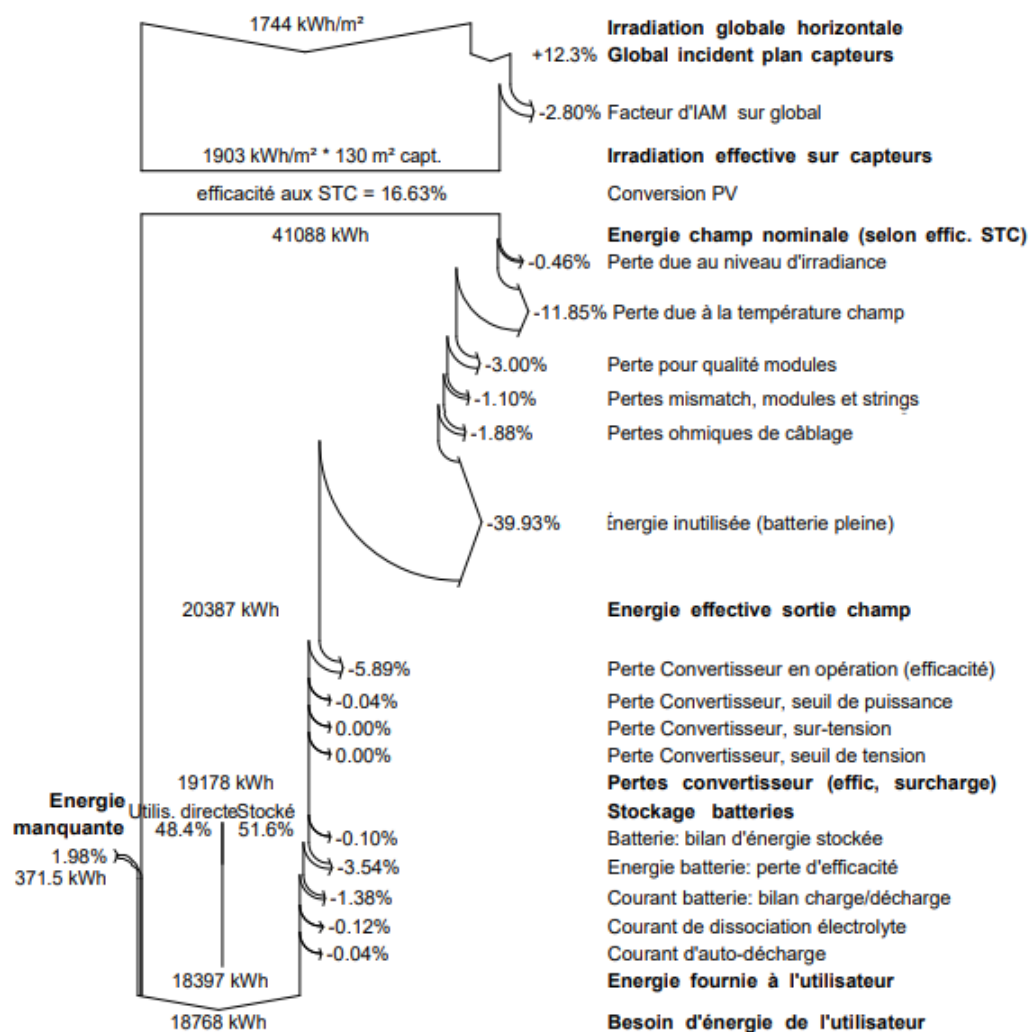 1744 kWh/m² Irradiation globale horizontale
+12.3% Global incident plan capteurs
-2.80% Facteur d'IAM sur global
1903 kWh/m² * 130 m² capt. Irradiation effective sur capteurs
efficacité aux STC = 16.63% Conversion PV
41088 kWh Energie champ nominale (selon effic. STC)
-0.46% Perte due au niveau d'irradiance
-11.85% Perte due à la température champ
-3.00% Perte pour qualité modules
-1.10% Pertes mismatch, modules et strings
-1.88% Pertes ohmiques de câblage
-39.93% Énergie inutilisée (batterie pleine)
20387 kWh Energie effective sortie champ
-5.89% Perte Convertisseur en opération (efficacité)
-0.04% Perte Convertisseur, seuil de puissance
0.00% Perte Convertisseur, sur-tension
0.00% Perte Convertisseur, seuil de tension
19178 kWh Pertes convertisseur (effic, surcharge)
Energie Utilis. directe Stocké Stockage batteries
manquante 48.4% 51.6% -0.10% Batterie: bilan d'énergie stockée
1.98% -3.54% Energie batterie: perte d'efficacité
371.5 kWh -1.38% Courant batterie: bilan charge/décharge
-0.12% Courant de dissociation électrolyte
-0.04% Courant d'auto-décharge
18397 kWh Energie fournie à l'utilisateur
18768 kWh Besoin d'énergie de l'utilisateur